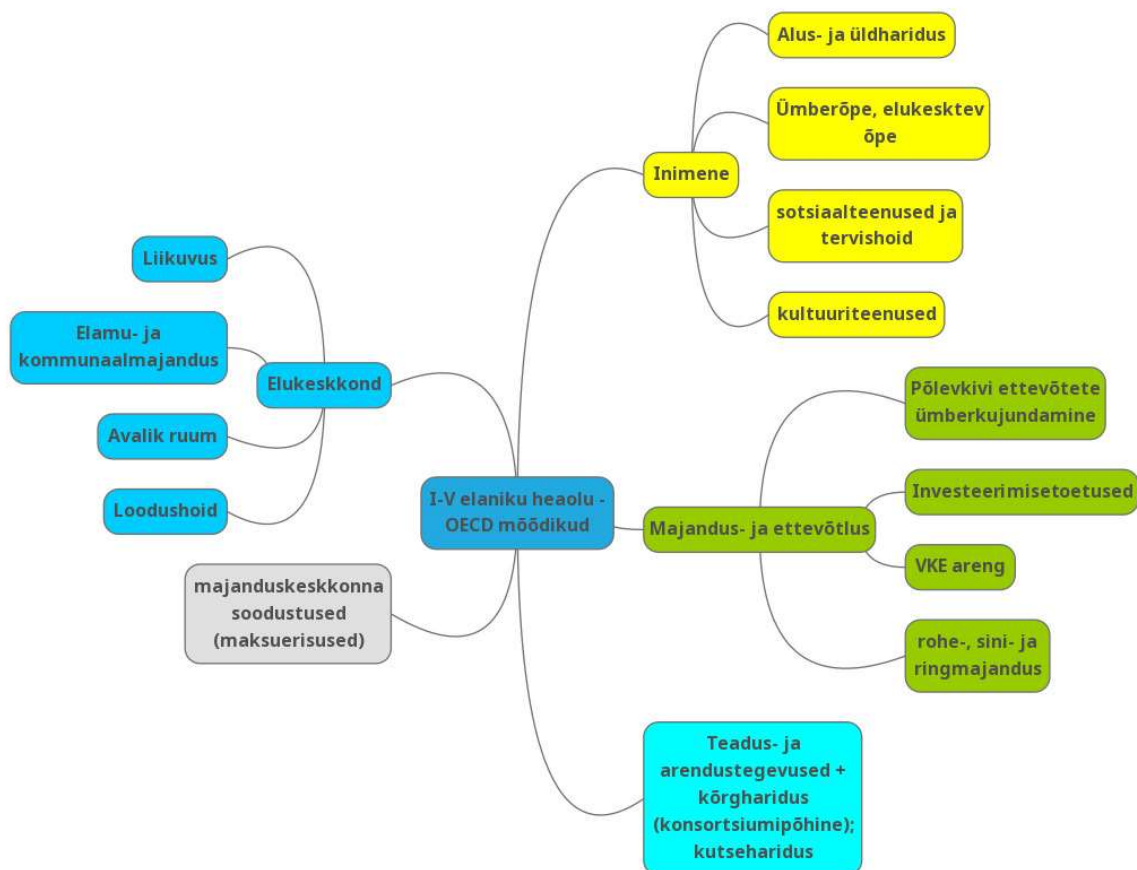 Alus- ja üldharidus
Ümberõpe, elukesktev
õpe
Inimene
sotsiaalteenused ja
tervishoid
kultuuriteenused
Liikuvus
Elamu- ja
kommunaalmajandus
Elukeskkond
Avalik ruum
Loodushoid
I-V elaniku heaolu -
OECD mõõdikud
majanduskeskkonna
soodustused
(maksuerisused)
Põlevkivi ettevõtete
ümberkujundamine
Investeerimisetoetused
Majandus- ja ettevõtlus
VKE areng
rohe-, sini- ja
ringmajandus
Teadus- ja
arendustegevused +
kõrgharidus
(konsortsiumipõhine);
kutseharidus